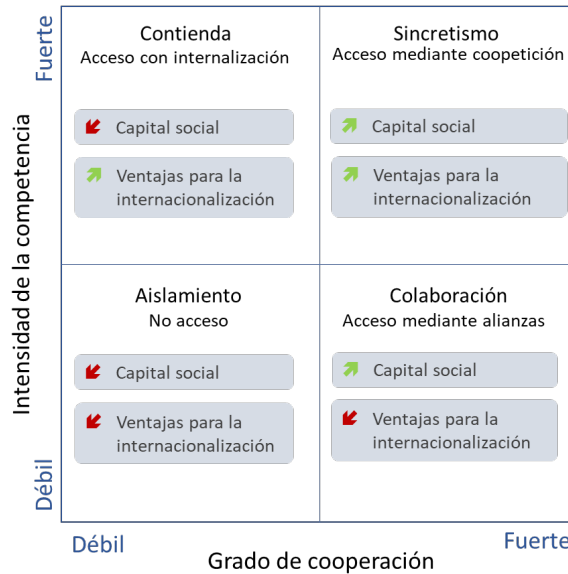 Fuerte
Intensidad de la competencia
Débil
Contienda
Acceso con internalización
Capital social
Ventajas para la
internacionalización
Sincretismo
Acceso mediante coopetición
Capital social
Ventajas para la
internacionalización
Aislamiento
No acceso
Capital social
Ventajas para la
internacionalización
Colaboración
Acceso mediante alianzas
Capital social
Ventajas para la
internacionalización
Débil
Grado de cooperación
Fuerte